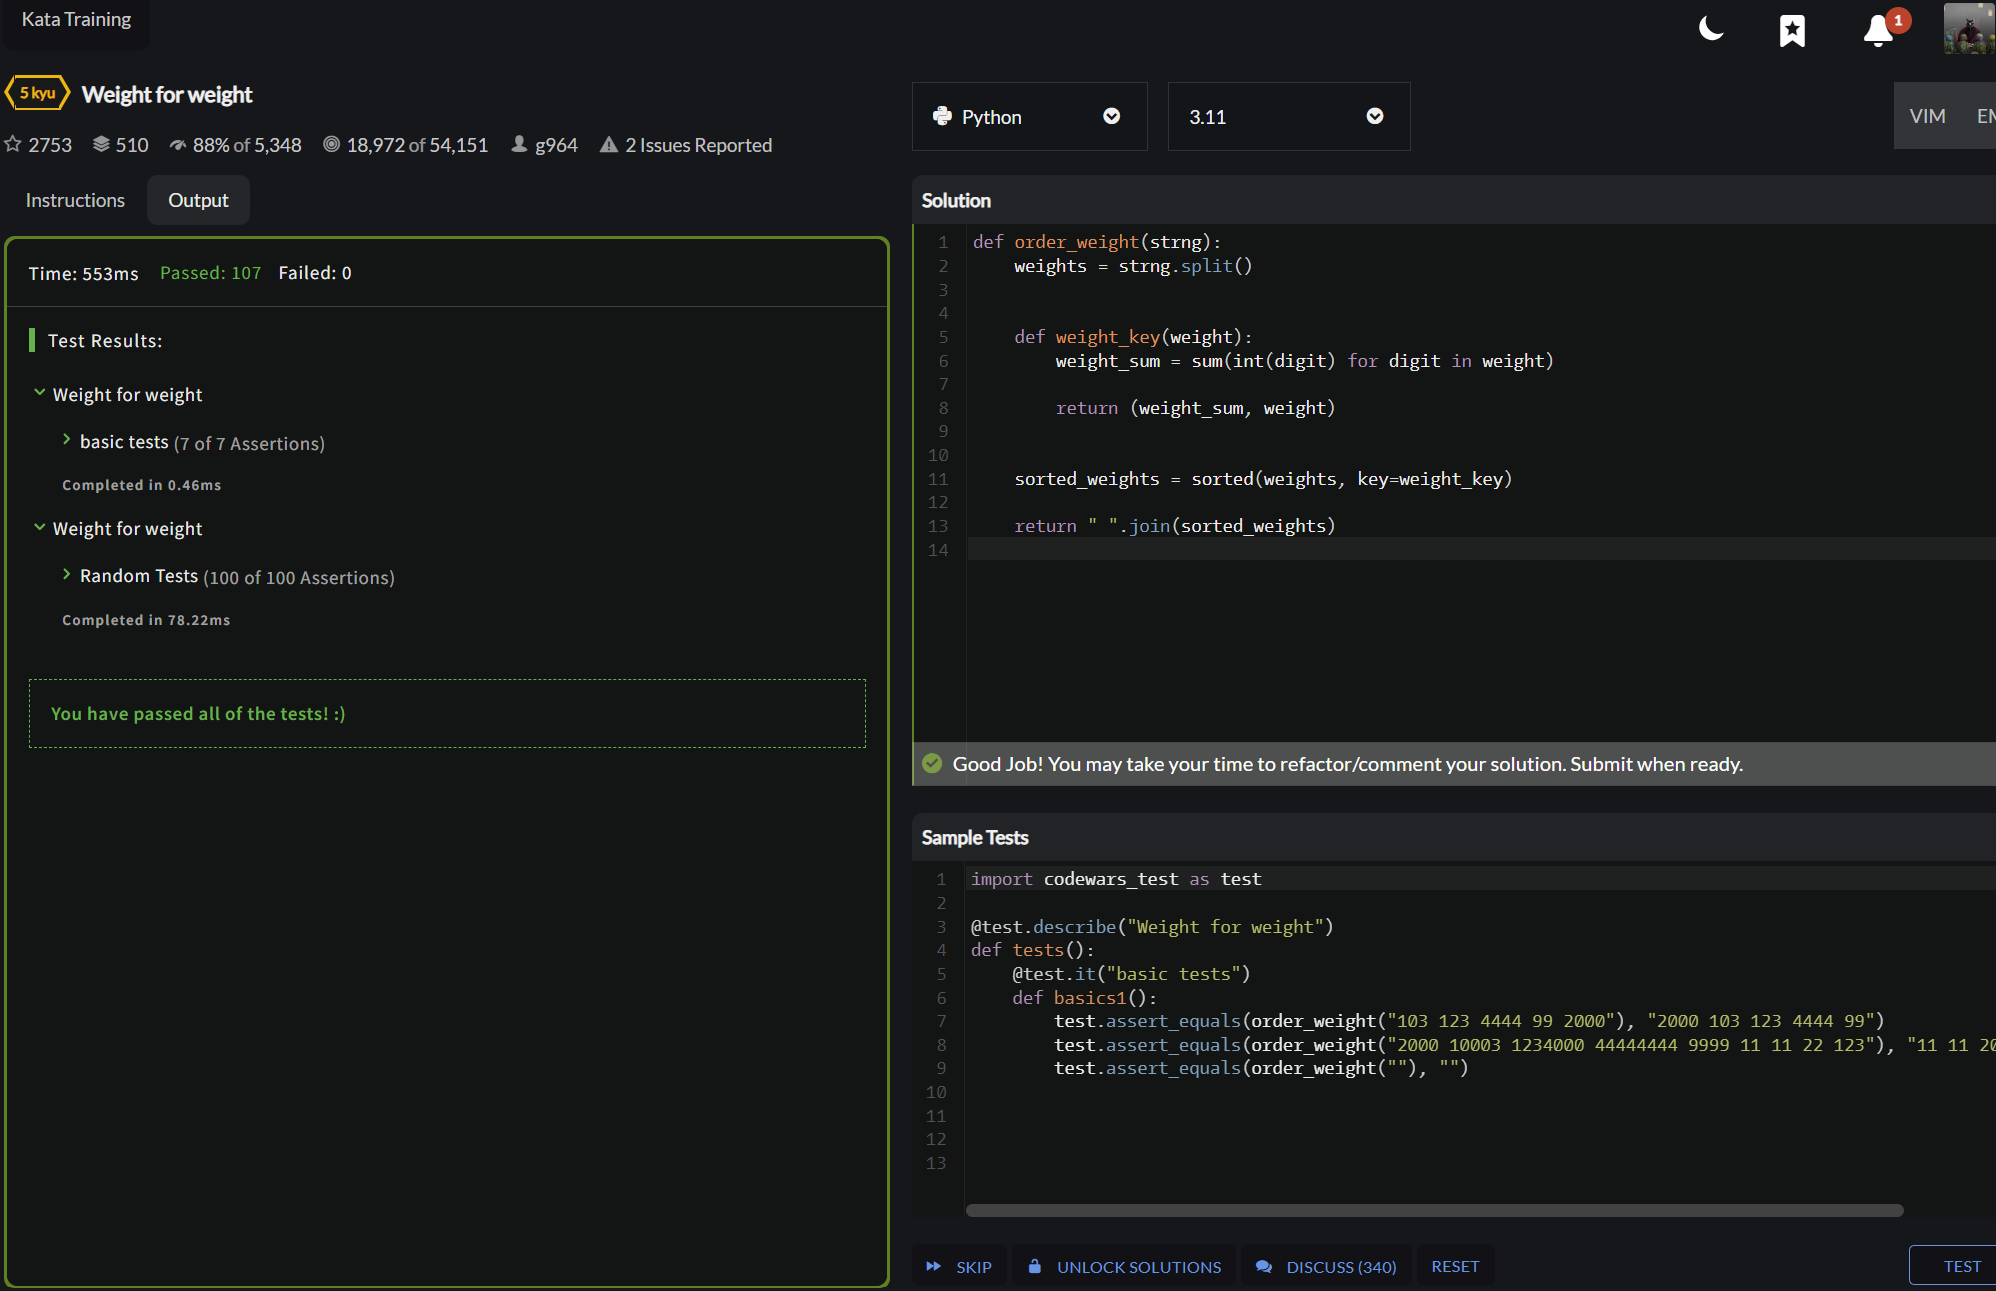 Kata Training
1
5 kyu
Weight for weight
2753 510 88% of 5,348 18,972 of 54,151 g964 2 Issues Reported
Instructions
Output
Time: 553ms Passed: 107 Failed: 0
Test Results:
Weight for weight
basic tests (7 of 7 Assertions)
Completed in 0.46ms
Weight for weight
Random Tests (100 of 100 Assertions)
Completed in 78.22ms
You have passed all of the tests! :)
Python
3.11
VIM
EM
Solution
1 def order_weight(strng):
2     weights = strng.split()
3
4
5     def weight_key(weight):
6         weight_sum = sum(int(digit) for digit in weight)
7
8         return (weight_sum, weight)
9
10
11     sorted_weights = sorted(weights, key=weight_key)
12
13     return " ".join(sorted_weights)
14
Good Job! You may take your time to refactor/comment your solution. Submit when ready.
Sample Tests
1 import codewars_test as test
2
3 @test.describe("Weight for weight")
4 def tests():
5     @test.it("basic tests")
6     def basics1():
7         test.assert_equals(order_weight("103 123 4444 99 2000"), "2000 103 123 4444 99")
8         test.assert_equals(order_weight("2000 10003 1234000 44444444 9999 11 11 22 123"), "11 11 20
9         test.assert_equals(order_weight(""), "")
10
11
12
13
SKIP
UNLOCK SOLUTIONS
DISCUSS (340)
RESET
TEST